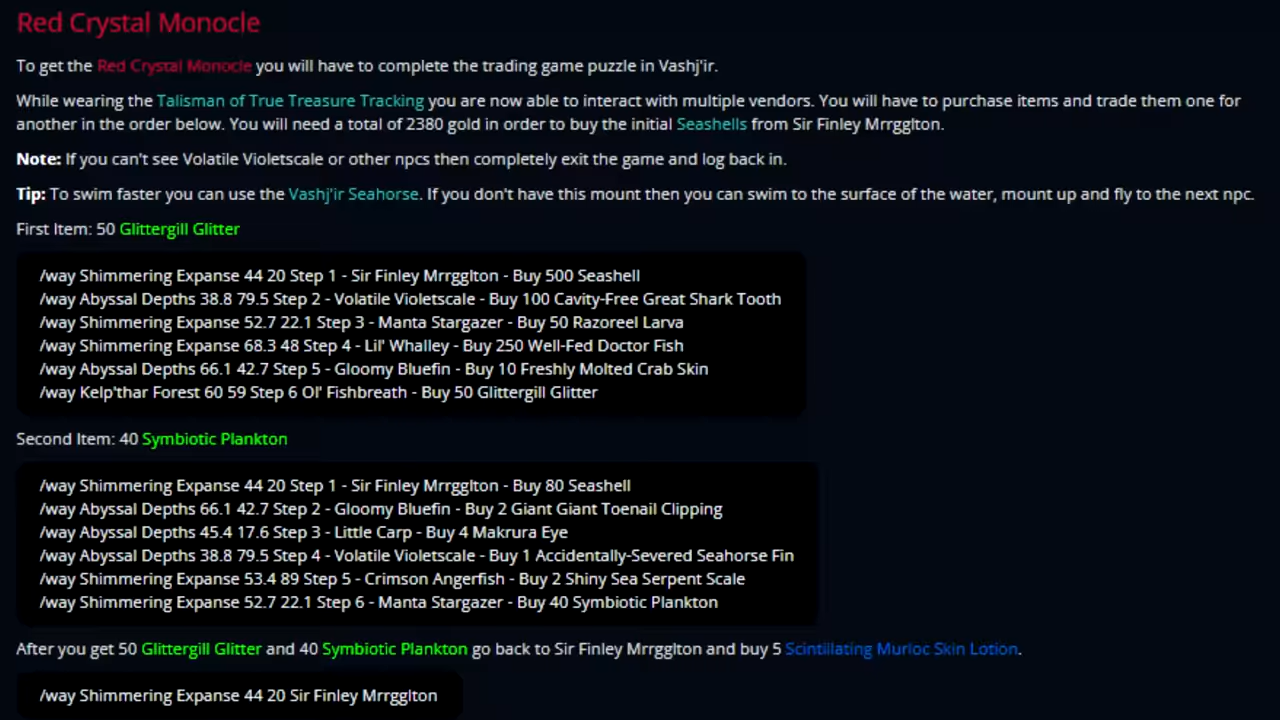 Red Crystal Monocle
To get the Red Crystal Monocle you will have to complete the trading game puzzle in Vashj'ir.
While wearing the Talisman of True Treasure Tracking you are now able to interact with multiple vendors. You will have to purchase items and trade them one for
another in the order below. You will need a total of 2380 gold in order to buy the initial Seashells from Sir Finley Mrrgglton.
Note: If you can't see Volatile Violetscale or other npcs then completely exit the game and log back in.
Tip: To swim faster you can use the Vashj'ir Seahorse. If you don't have this mount then you can swim to the surface of the water, mount up and fly to the next npc.
First Item: 50 Glittergill Glitter
/way Shimmering Expanse 44 20 Step 1 - Sir Finley Mrrgglton - Buy 500 Seashell
/way Abyssal Depths 38.8 79.5 Step 2 - Volatile Violetscale - Buy 100 Cavity-Free Great Shark Tooth
/way Shimmering Expanse 52.7 22.1 Step 3 - Manta Stargazer - Buy 50 Razoreel Larva
/way Shimmering Expanse 68.3 48 Step 4 - Lil' Whalley - Buy 250 Well-Fed Doctor Fish
/way Abyssal Depths 66.1 42.7 Step 5 - Gloomy Bluefin - Buy 10 Freshly Molted Crab Skin
/way Kelp'thar Forest 60 59 Step 6 Ol' Fishbreath - Buy 50 Glittergill Glitter
Second Item: 40 Symbiotic Plankton
/way Shimmering Expanse 44 20 Step 1 - Sir Finley Mrrgglton - Buy 80 Seashell
/way Abyssal Depths 66.1 42.7 Step 2 - Gloomy Bluefin - Buy 2 Giant Giant Toenail Clipping
/way Abyssal Depths 45.4 17.6 Step 3 - Little Carp - Buy 4 Makrura Eye
/way Abyssal Depths 38.8 79.5 Step 4 - Volatile Violetscale - Buy 1 Accidentally-Severed Seahorse Fin
/way Shimmering Expanse 53.4 89 Step 5 - Crimson Angerfish - Buy 2 Shiny Sea Serpent Scale
/way Shimmering Expanse 52.7 22.1 Step 6 - Manta Stargazer - Buy 40 Symbiotic Plankton
After you get 50 Glittergill Glitter and 40 Symbiotic Plankton go back to Sir Finley Mrrgglton and buy 5 Scintillating Murloc Skin Lotion.
/way Shimmering Expanse 44 20 Sir Finley Mrrgglton